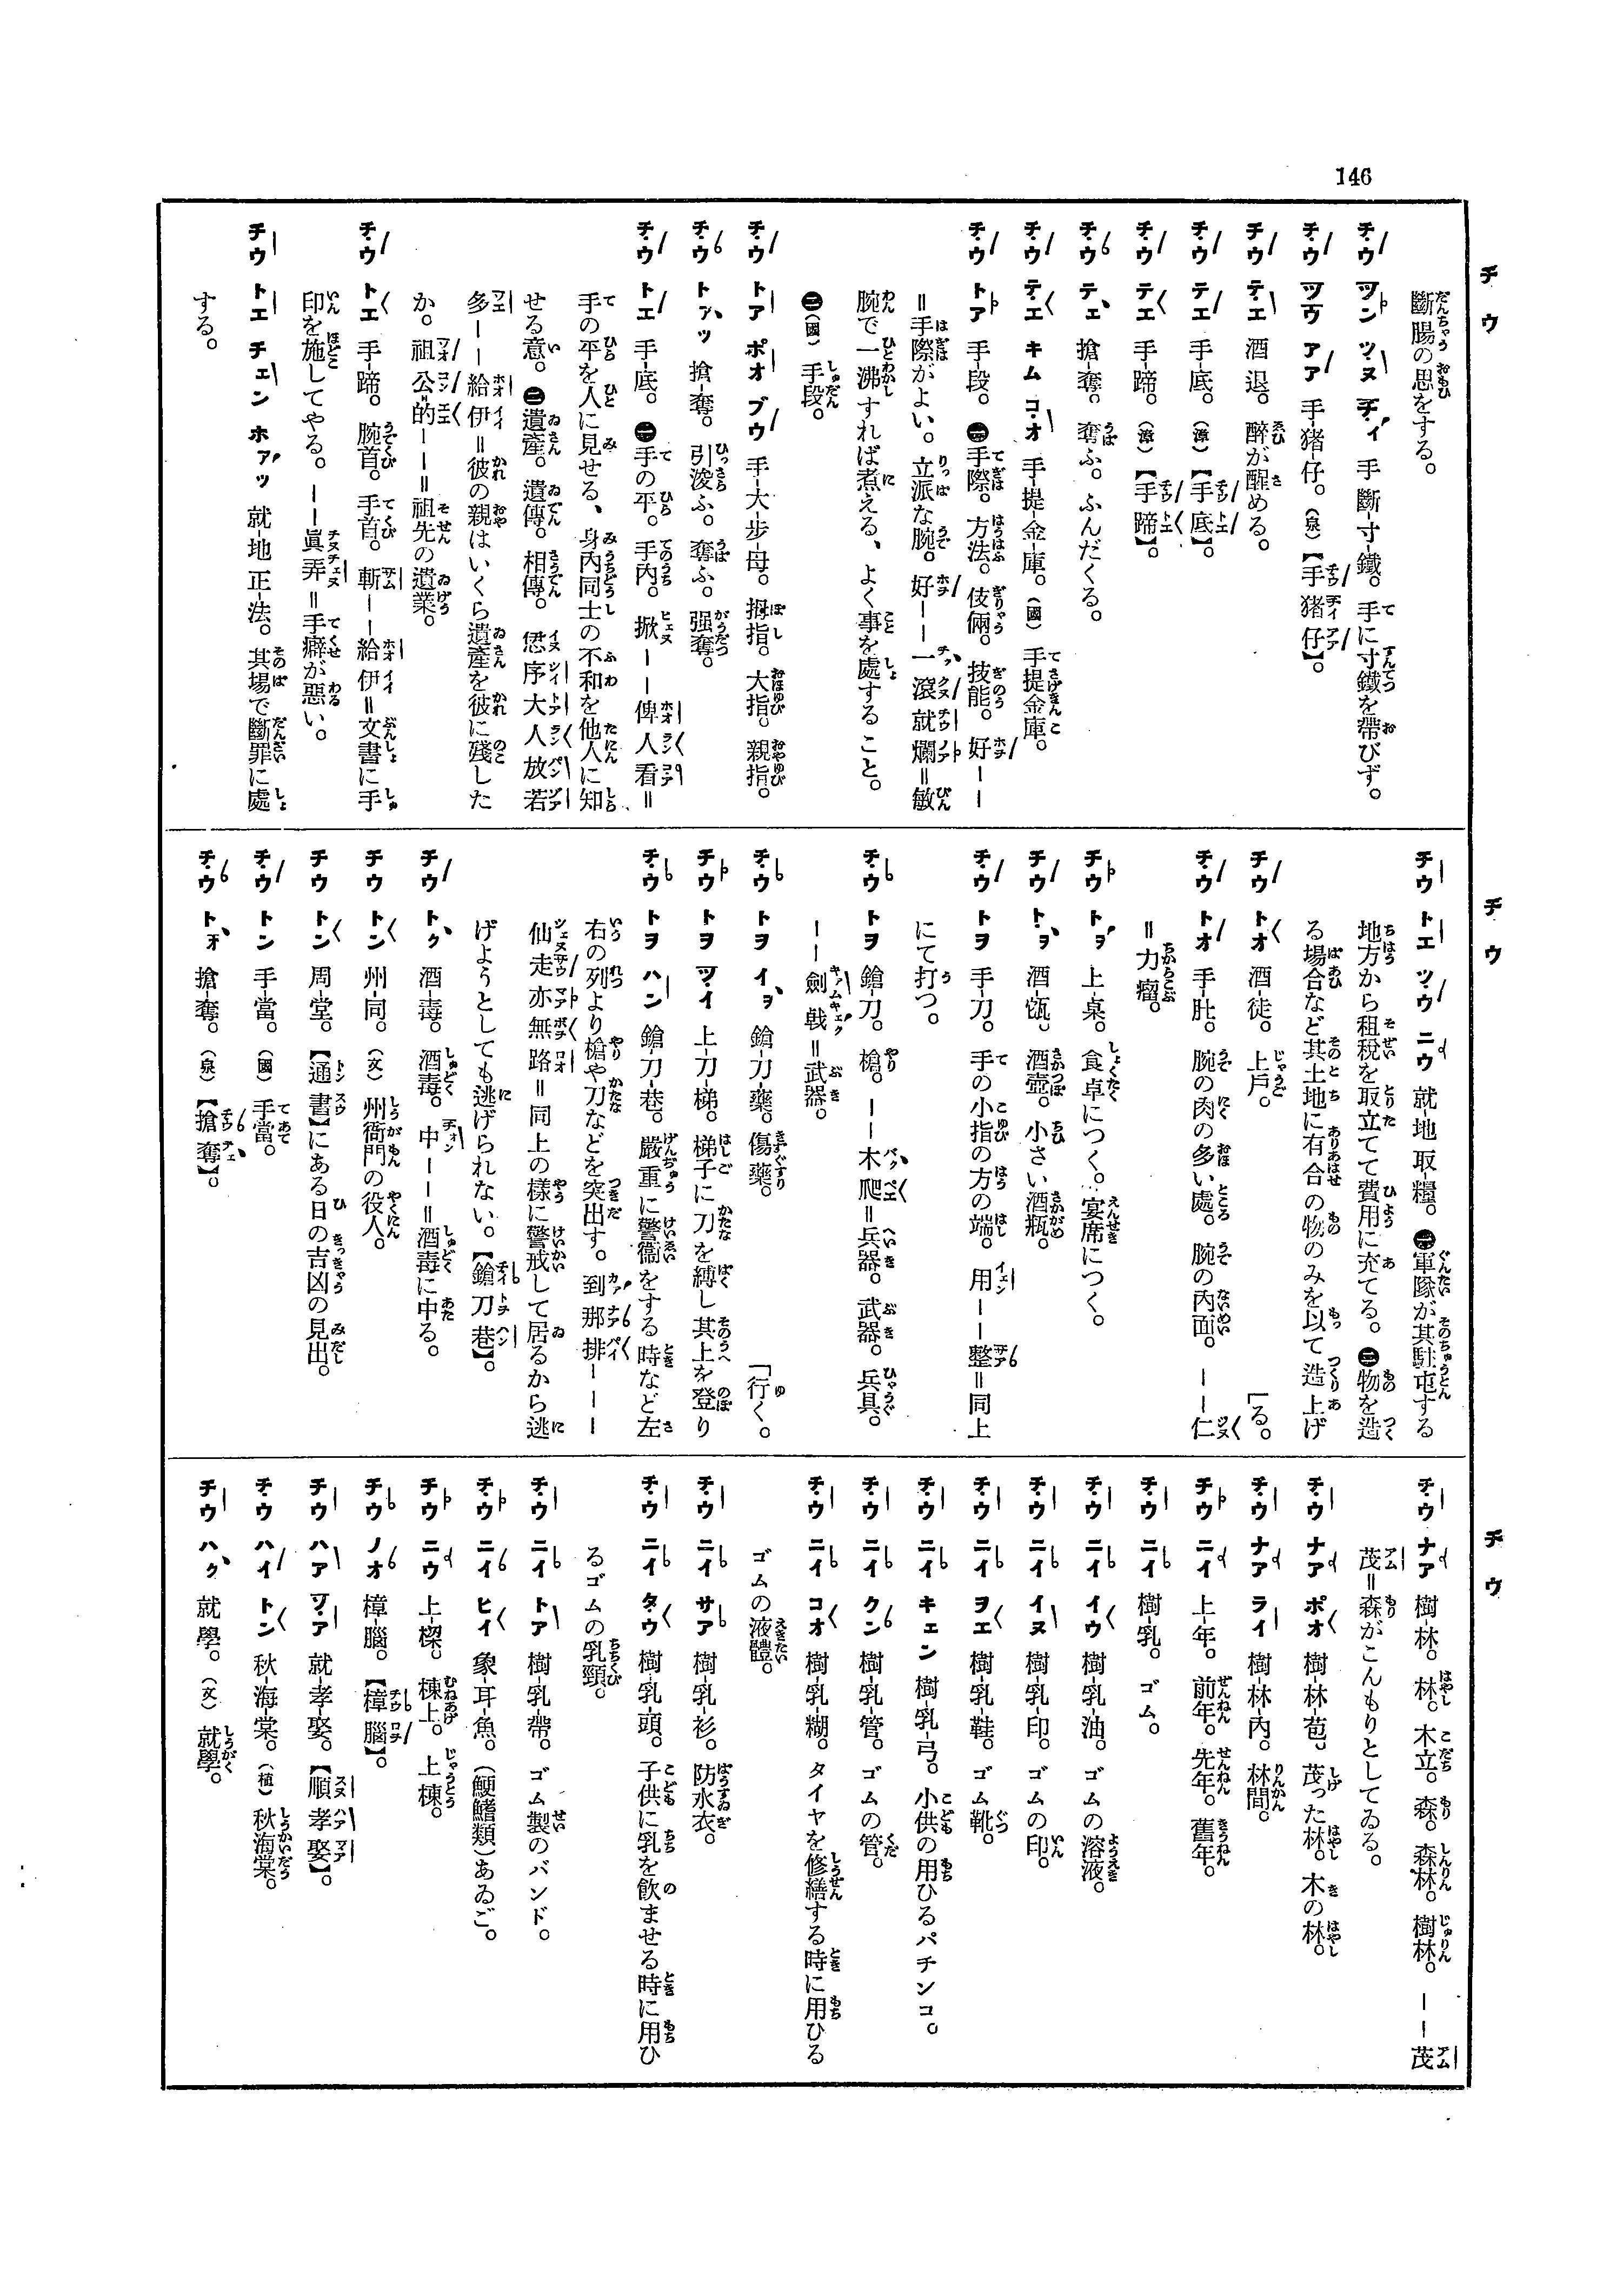 146
チウ
斷腸の思をする。
チウ ツン ツヌ チィ 手斷寸-鐵。手に寸鐵を帶びず。
チウ ツウ アア 手-猪-仔。（泉）【手猪仔】。
チウ テエ 酒退。醉が醒める。
チウ テエ 手-底。（漳）【手底】。
チウ テエ 手-蹄。（漳）【手蹄】。
チウ テェ 搶-奪。奪ふ。ふんだくる。
チウ テエ キム コオ 手-提-金-庫。（國）手提金庫。
チウ トア 手-段。㊀手際。方法。伎倆。技能。好――
＝手際がよい。立派な腕。好――一滾就爛＝敏
腕で一沸すれば煮える、よく事を處すること。
㊁（國）手段。
チウ トア ポオ ブウ 手-大-步-母。拇指。大指。親指。
チウ トァッ 搶-奪。引浚ふ。奪ふ。强奪。
チウ トエ 手-底。㊀手の平。手內。掀――俾人看＝
手の平を人に見せる、身內同士の不和を他人に知
せる意。㊁遺產。遺傳。相傳。恁序大人放若
多――給伊＝彼の親はいくら遺產を彼に殘した
か。祖公的――＝祖先の遺業。
チウ トエ 手-蹄。腕首。手首。斬――給伊＝文書に手
印を施してやる。――眞弄＝手癖が惡い。
チウ トエ チェン ホァッ 就-地正-法。其場で斷罪に處
する。
チウ
チウ トエ ツウ ニウ 就-地取-糧。㊀軍隊が其駐屯する
地方から租稅を取立てて費用に充てる。㊁物を造
る場合など其土地に有合の物のみを以て造上げ
チウ トオ 酒-徒。上戶。「る。
チウ トオ 手-肚。腕の肉の多い處。腕の內面。――仁
＝力瘤。
チウ トォ 上-桌。食卓につく。宴席につく。
チウ トォ 酒-瓻。酒壺。小さい酒瓶。
チウ トヲ 手-刀。手の小指の方の端。用――整＝同上
にて打つ。
チウ トヲ 鎗-刀。槍。――木爬＝兵器。武器。兵具。
――劍戟＝武器。
チウ トヲ イョ 鎗-刀-藥。傷藥。「行く。
チウ トヲ ツイ 上-刀-梯。梯子に刀を縛し其上を登り
チウ トヲ ハン 鎗-刀-巷。嚴重に警衞をする時など左
右の列より槍や刀などを突出す。到那排――
仙走亦無路＝同上の樣に警戒して居るから逃
げようとしても逃げられない。【鎗刀巷】。
チウ トク 酒-毒。酒毒。中――＝酒毒に中る。
チウ トン 州-同。（文）州衙門の役人。
チウ トン 周-堂。【通書】にある日の吉凶の見出。
チウ トン 手-當。（國）手當。
チウ トォ 搶-奪。（泉）【搶奪】。
チウ
チウ ナア 樹-林。林。木立。森。森林。樹林。――茂
茂＝森がこんもりとしてゐる。
チウ ナア ポオ 樹-林-苞。茂った林。木の林。
チウ ナア ライ 樹-林-內。林間。
チウ ニイ 上-年。前年。先年。舊年。
チウ ニイ 樹-乳。ゴム。
チウ ニイ イウ 樹-乳-油。ゴムの溶液。
チウ ニイ イヌ 樹-乳-印。ゴムの印。
チウ ニイ ヲエ 樹-乳-鞋。ゴム靴。
チウ ニイ キェン 樹-乳-弓。小供の用ひるパチンコ。
チウ ニイ クン 樹-乳-管。ゴムの管。
チウ ニイ コオ 樹-乳-糊。タイヤを修繕する時に用ひる
ゴムの液體。
チウ ニイ サア 樹-乳-衫。防水衣。
チウ ニイ タウ 樹-乳-頭。子供に乳を飮ませる時に用ひ
るゴムの乳頸。
チウ ニイ トア 樹-乳-帶。ゴム製のバンド。
チウ ニイ ヒイ 象-耳-魚。（鯁鰭類）あゐご。
チウ ニウ 上-樑。棟上。上棟。
チウ ノオ 樟-腦。【樟腦】。
チウ ハア ツア 就-孝-娶。【順孝娶】。
チウ ハイ トン 秋-海-棠。（植）秋海棠。
チウ ハク 就學。（文）就學。